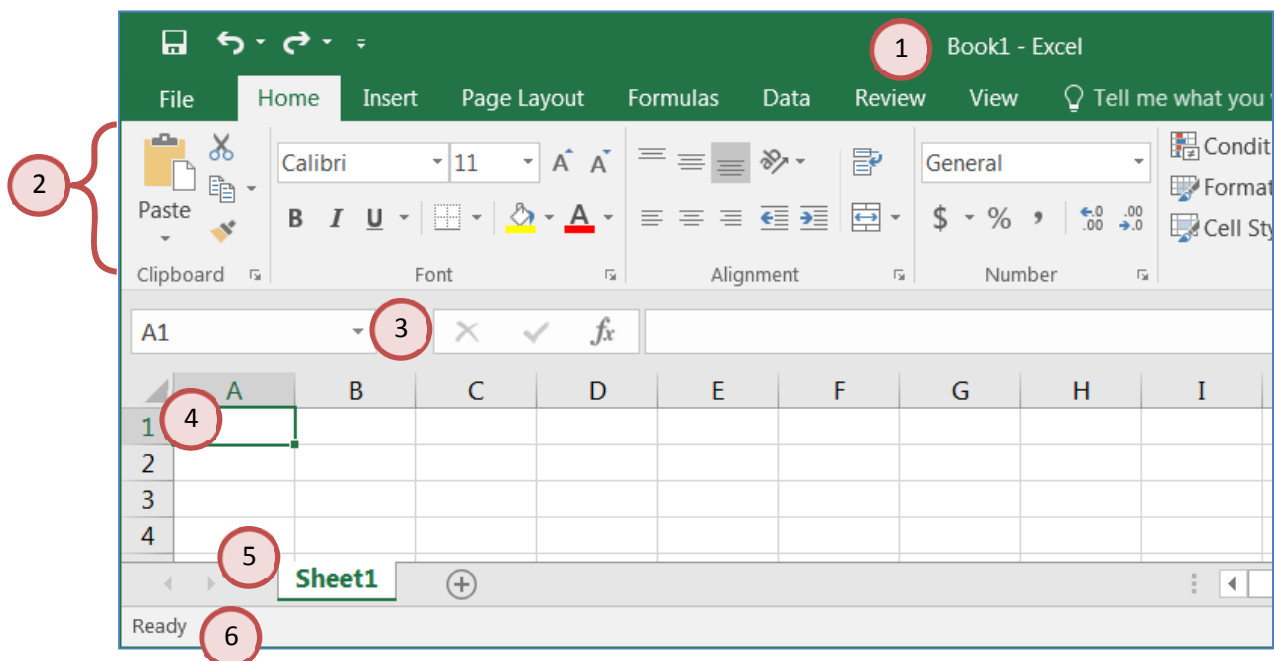 1 Book1 - Excel
File Home Insert Page Layout Formulas Data Review View Tell me what you
2
Calibri 11 A A General Condit
Format
Paste B I U A $ % , .0 .00 .00 .0 Cell Sty
Clipboard Font Alignment Number
A1 3 fx
A B C D E F G H I
1 4
2
3
4
5 Sheet1
Ready 6